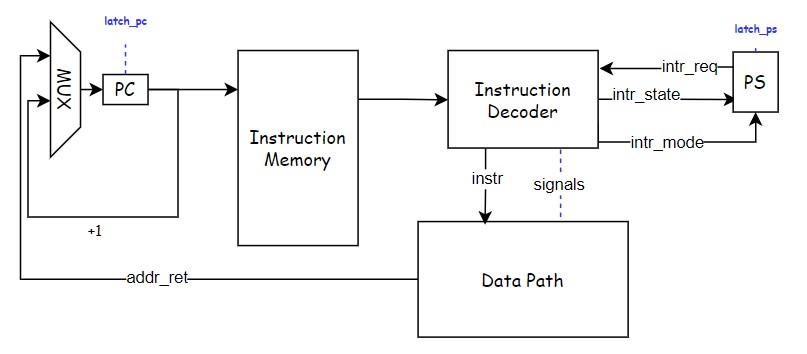 latch_pc
latch_ps
MUX
PC
Instruction
Memory
Instruction
Decoder
intr_req
intr_state
intr_mode
PS
instr
signals
+1
addr_ret
Data Path